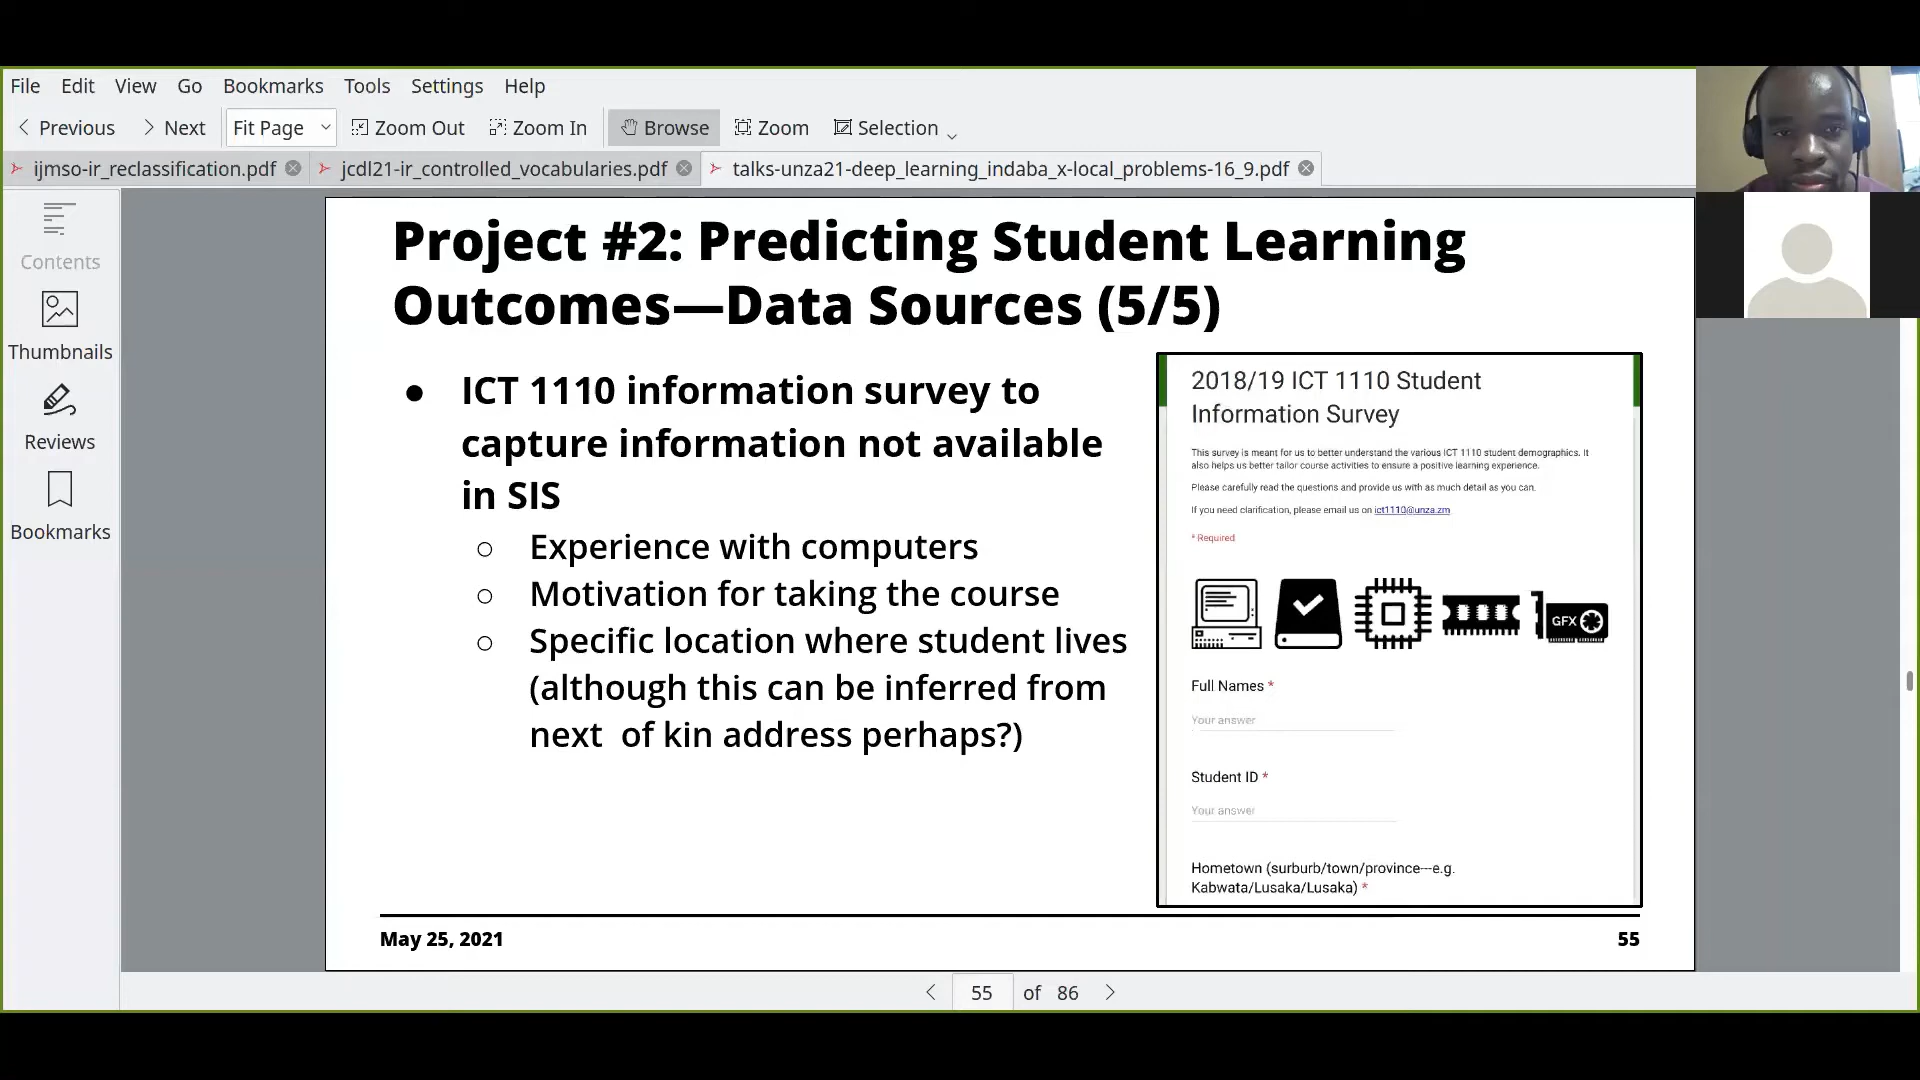 File Edit View Go Bookmarks Tools Settings Help
Previous Next Fit Page Zoom Out Zoom In Browse Zoom Selection
ijmso-ir_reclassification.pdf jcdl21-ir_controlled_vocabularies.pdf talks-unza21-deep_learning_indaba_x-local_problems-16_9.pdf
Contents
Thumbnails
Reviews
Bookmarks
Project #2: Predicting Student Learning
Outcomes—Data Sources (5/5)
● ICT 1110 information survey to
capture information not available
in SIS
○ Experience with computers
○ Motivation for taking the course
○ Specific location where student lives
(although this can be inferred from
next of kin address perhaps?)
2018/19 ICT 1110 Student
Information Survey
This survey is meant for us to better understand the various ICT 1110 student demographics. It
also helps us better tailor course activities to ensure a positive learning experience.
Please carefully read the questions and provide us with as much detail as you can.
If you need clarification, please email us on ict1110@unza.zm
* Required
GFX
Full Names *
Your answer
Student ID *
Your answer
Hometown (surburb/town/province---e.g.
Kabwata/Lusaka/Lusaka) *
May 25, 2021 55
55 of 86